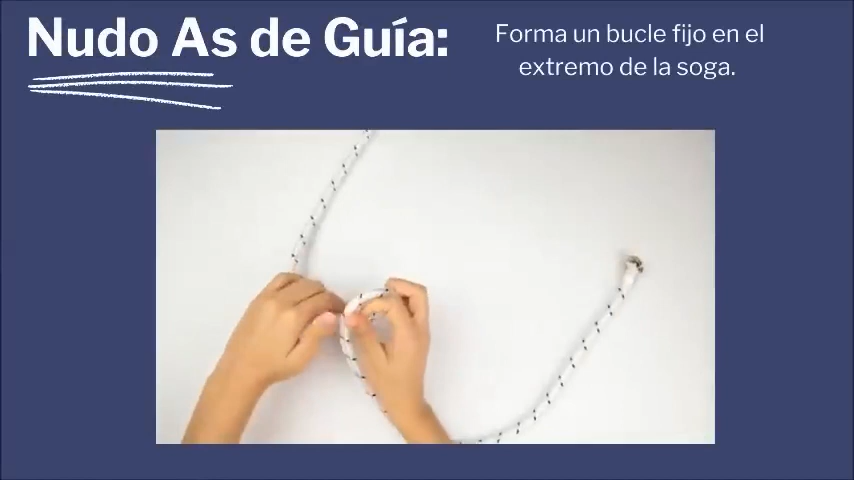 Nudo As de Guía:
Forma un bucle fijo en el
extremo de la soga.